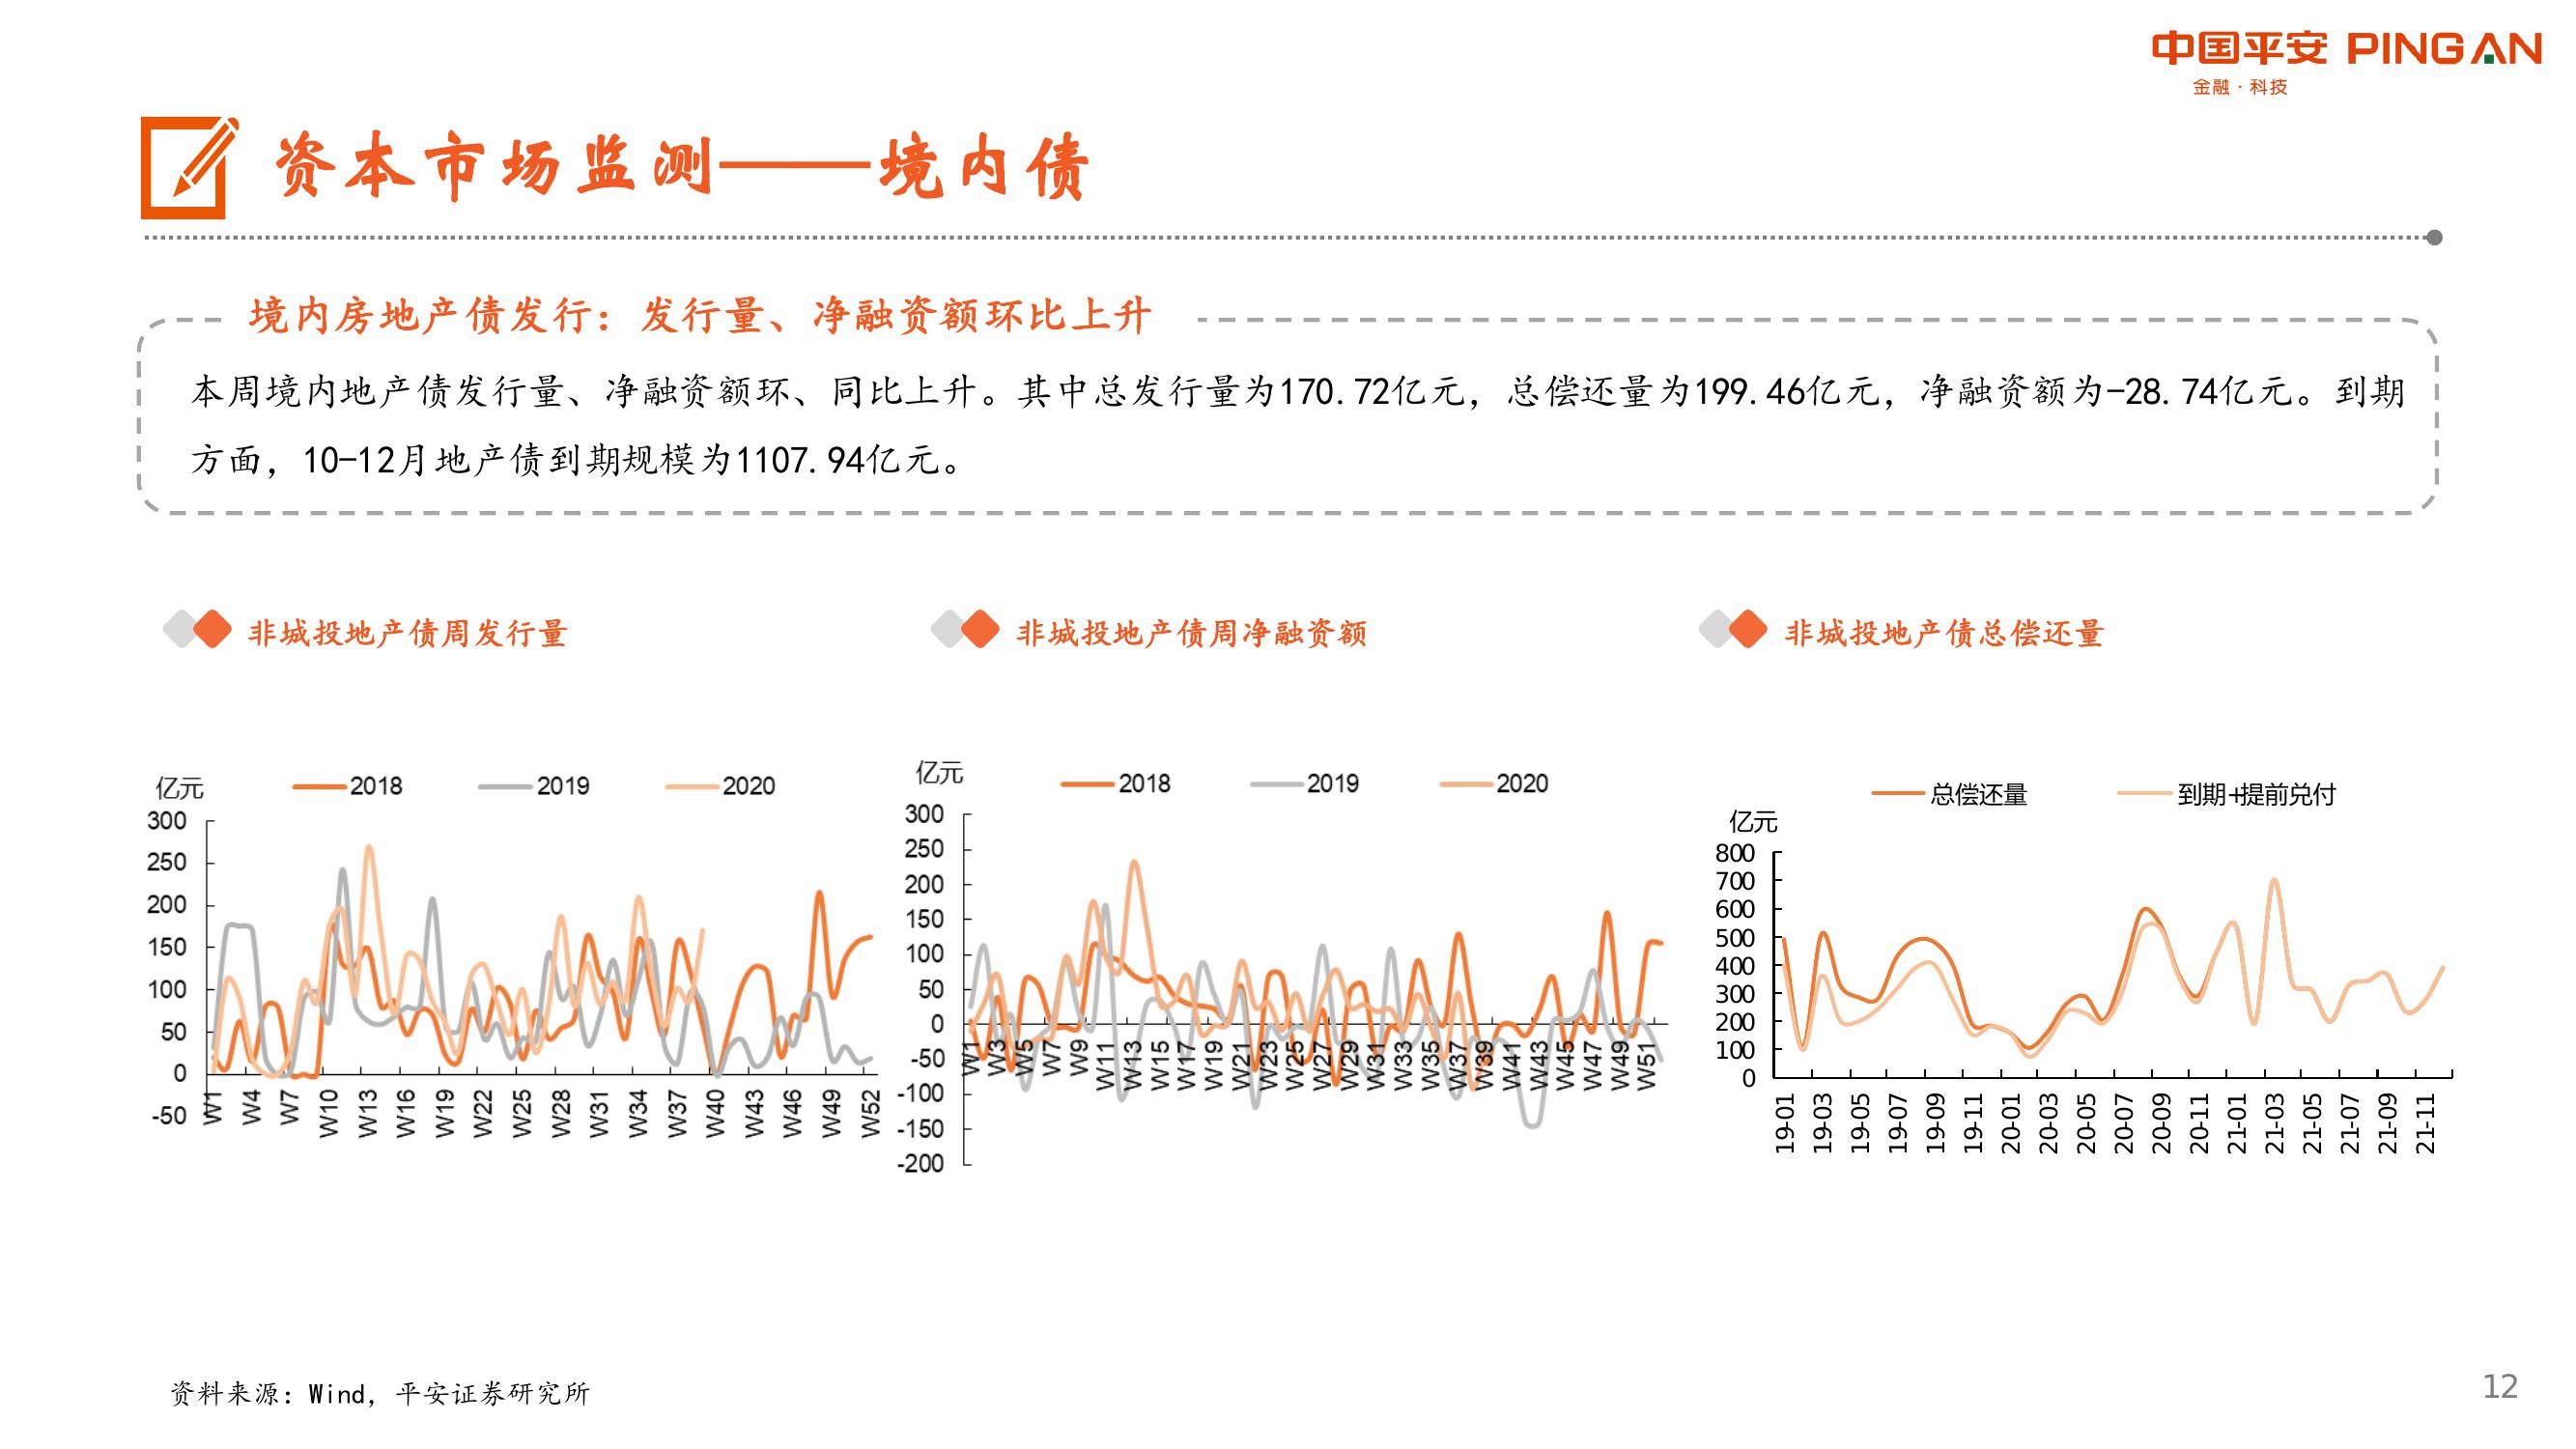 中国平安 PINGAN
金融·科技
资本市场监测——境内债
境内房地产债发行：发行量、净融资额环比上升
本周境内地产债发行量、净融资额环、同比上升。其中总发行量为170.72亿元，总偿还量为199.46亿元，净融资额为-28.74亿元。到期
方面，10-12月地产债到期规模为1107.94亿元。
非城投地产债周发行量
亿元
2018 2019 2020
300
250
200
150
100
50
0
-50
W1 W4 W7 W10 W13 W16 W19 W22 W25 W28 W31 W34 W37 W40 W43 W46 W49 W52
非城投地产债周净融资额
亿元
2018 2019 2020
300
250
200
150
100
50
0
-50
-100
-150
-200
W1 W3 W5 W7 W9 W11 W13 W15 W17 W19 W21 W23 W25 W27 W29 W31 W33 W35 W37 W39 W41 W43 W45 W47 W49 W51
非城投地产债总偿还量
总偿还量 到期+提前兑付
亿元
800
700
600
500
400
300
200
100
0
19-01 19-03 19-05 19-07 19-09 19-11 20-01 20-03 20-05 20-07 20-09 20-11 21-01 21-03 21-05 21-07 21-09 21-11
资料来源：Wind，平安证券研究所
12